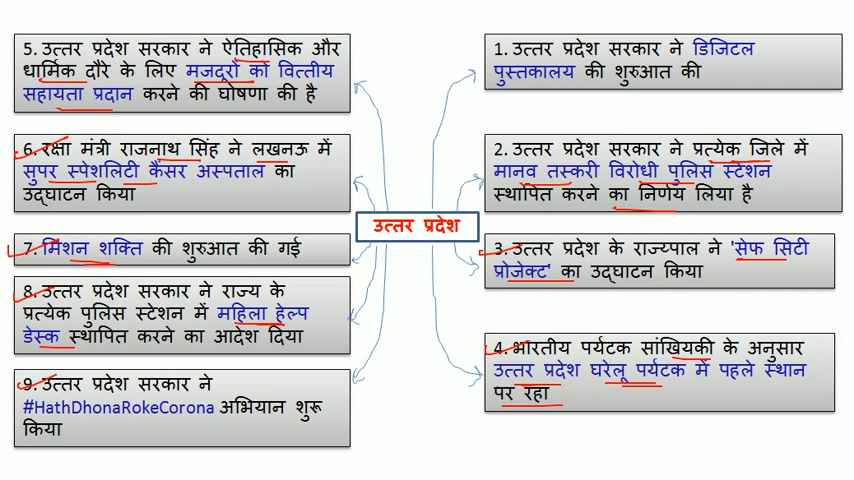 5. उत्तर प्रदेश सरकार ने ऐतिहासिक और
धार्मिक दौरे के लिए मजदूरों को वित्तीय
सहायता प्रदान करने की घोषणा की है
6. रक्षा मंत्री राजनाथ सिंह ने लखनऊ में
सुपर स्पेशलिटी कैंसर अस्पताल का
उद्घाटन किया
7. मिशन शक्ति की शुरुआत की गई
8. उत्तर प्रदेश सरकार ने राज्य के
प्रत्येक पुलिस स्टेशन में महिला हेल्प
डेस्क स्थापित करने का आदेश दिया
9. उत्तर प्रदेश सरकार ने
#HathDhonaRokeCorona अभियान शुरू
किया
उत्तर प्रदेश
1. उत्तर प्रदेश सरकार ने डिजिटल
पुस्तकालय की शुरुआत की
2. उत्तर प्रदेश सरकार ने प्रत्येक जिले में
मानव तस्करी विरोधी पुलिस स्टेशन
स्थापित करने का निर्णय लिया है
3. उत्तर प्रदेश के राज्य्पाल ने 'सेफ सिटी
प्रोजेक्ट' का उद्घाटन किया
4. भारतीय पर्यटक सांखियकी के अनुसार
उत्तर प्रदेश घरेलू पर्यटक में पहले स्थान
पर रहा